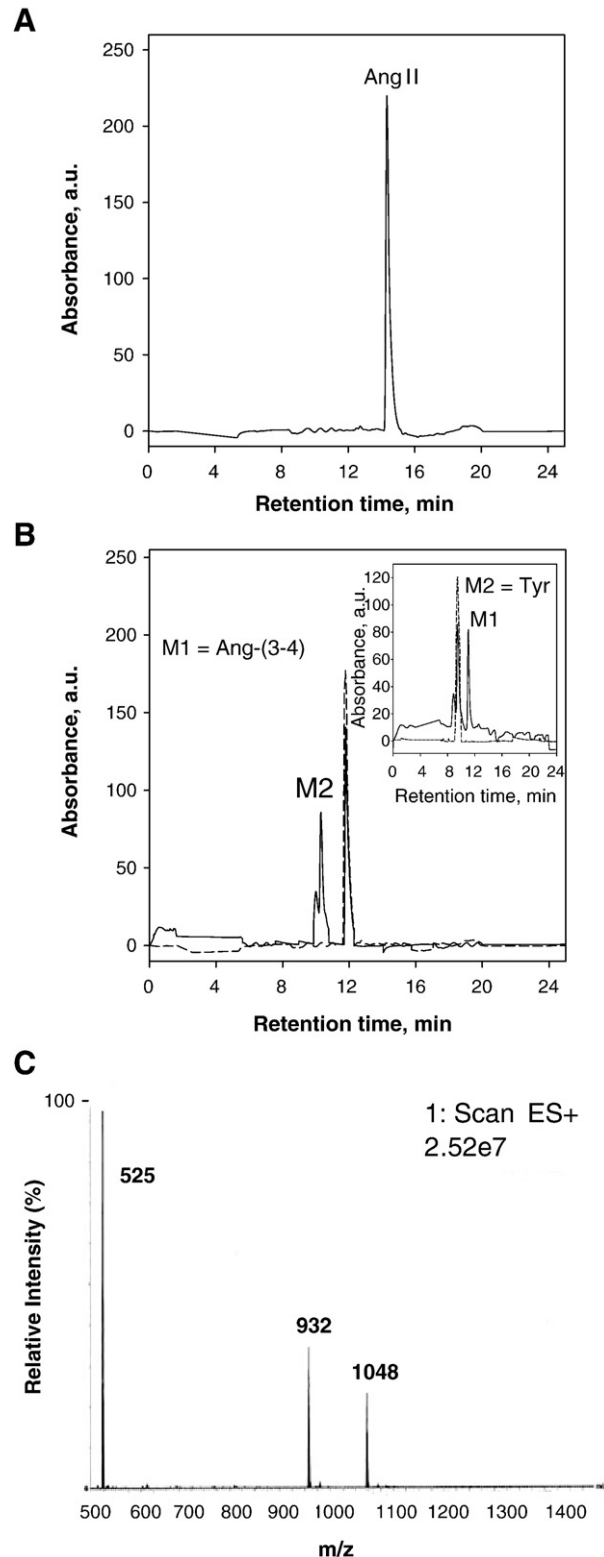 A
Ang II
250
200
150
100
50
0
Absorbance, a.u.
0 4 8 12 16 20 24
Retention time, min
B
250
200
150
100
50
0
Absorbance, a.u.
M1 = Ang-(3-4)
M2
0 4 8 12 16 20 24
Retention time, min
120
100
80
60
40
20
0
Absorbance, a.u.
M2 = Tyr
M1
0 4 8 12 16 20 24
Retention time, min
C
100
Relative Intensity (%)
1: Scan ES+
2.52e7
525
932
1048
500 600 700 800 900 1000 1100 1200 1300 1400
m/z